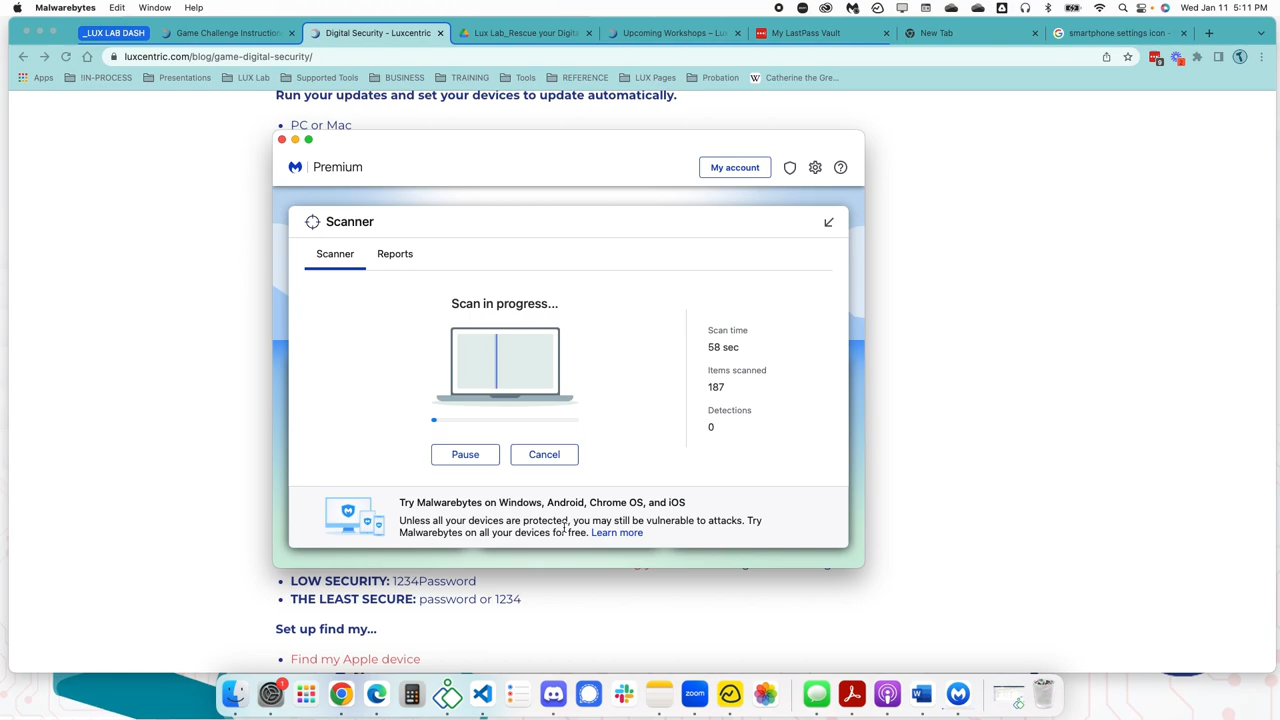 Malwarebytes Edit Window Help Wed Jan 11 5:11 PM
_LUX LAB DASH Game Challenge Instruction Digital Security - Luxcentric Lux Lab_Rescue your Digita Upcoming Workshops – Lux My LastPass Vault New Tab smartphone settings icon -
luxcentric.com/blog/game-digital-security/
Apps !IN-PROCESS Presentations LUX Lab Supported Tools BUSINESS TRAINING Tools REFERENCE LUX Pages Probation Catherine the Gre...
Run your updates and set your devices to update automatically.
• PC or Mac
Premium
My account
Scanner
Scanner Reports
Scan in progress...
Scan time
58 sec
Items scanned
187
Detections
0
Pause Cancel
Try Malwarebytes on Windows, Android, Chrome OS, and iOS
Unless all your devices are protected, you may still be vulnerable to attacks. Try
Malwarebytes on all your devices for free. Learn more
• LOW SECURITY: 1234Password
• THE LEAST SECURE: password or 1234
Set up find my...
• Find my Apple device
1
zoom